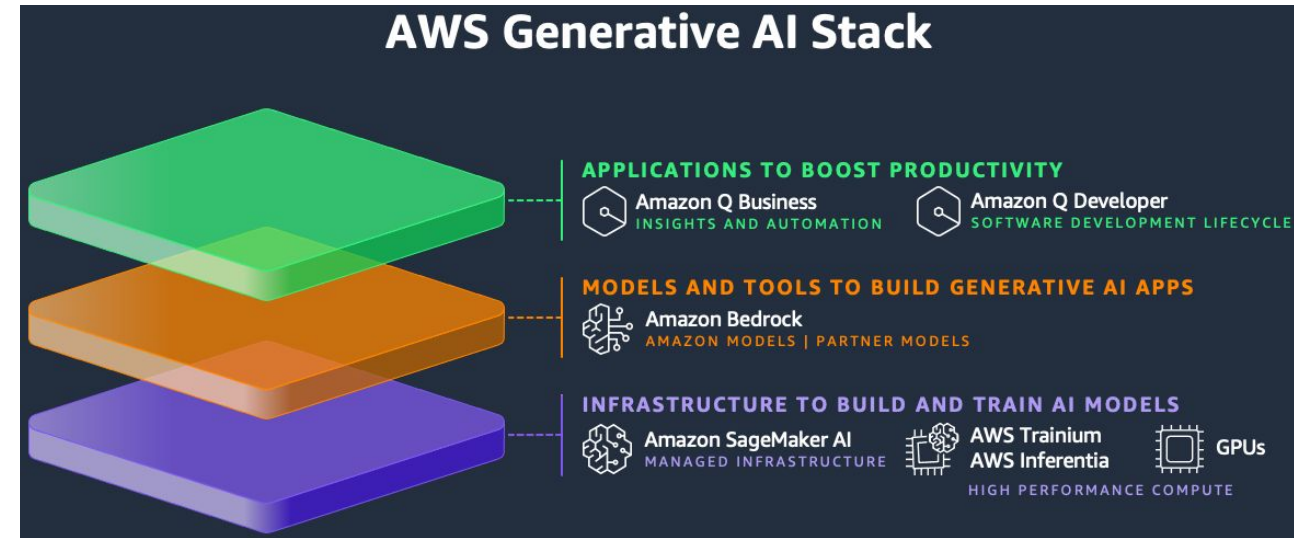 AWS Generative AI Stack
APPLICATIONS TO BOOST PRODUCTIVITY
Amazon Q Business
INSIGHTS AND AUTOMATION
Amazon Q Developer
SOFTWARE DEVELOPMENT LIFECYCLE
MODELS AND TOOLS TO BUILD GENERATIVE AI APPS
Amazon Bedrock
AMAZON MODELS | PARTNER MODELS
INFRASTRUCTURE TO BUILD AND TRAIN AI MODELS
Amazon SageMaker AI
MANAGED INFRASTRUCTURE
AWS Trainium
AWS Inferentia
GPUs
HIGH PERFORMANCE COMPUTE